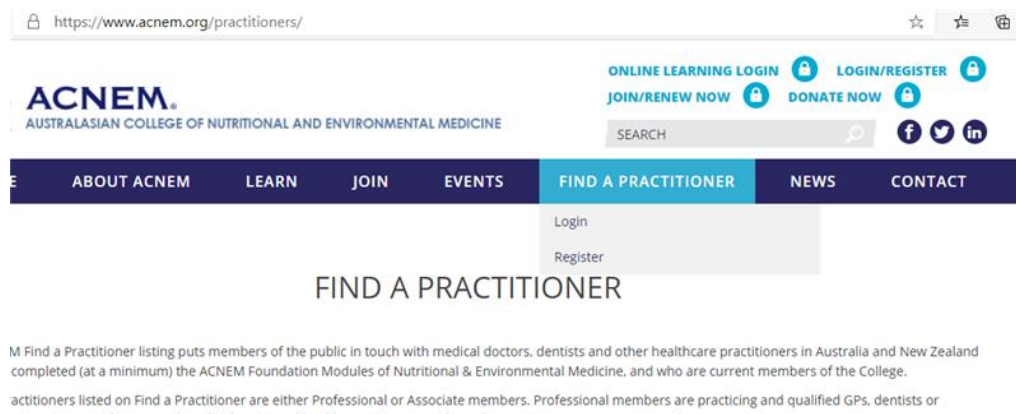 https://www.acnem.org/practitioners/
ONLINE LEARNING LOGIN LOGIN/REGISTER
JOIN/RENEW NOW DONATE NOW
ACNEM.
AUSTRALASIAN COLLEGE OF NUTRITIONAL AND ENVIRONMENTAL MEDICINE
SEARCH
E ABOUT ACNEM LEARN JOIN EVENTS FIND A PRACTITIONER NEWS CONTACT
Login
Register
FIND A PRACTITIONER
M Find a Practitioner listing puts members of the public in touch with medical doctors, dentists and other healthcare practitioners in Australia and New Zealand
completed (at a minimum) the ACNEM Foundation Modules of Nutritional & Environmental Medicine, and who are current members of the College.
actitioners listed on Find a Practitioner are either Professional or Associate members. Professional members are practicing and qualified GPs, dentists or